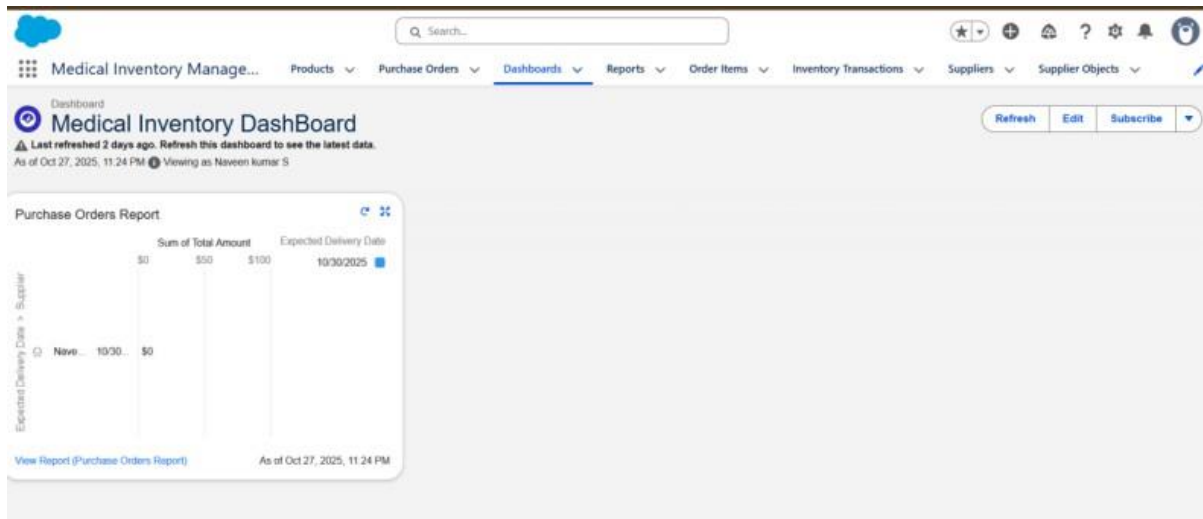 Search...
Medical Inventory Manage... Products Purchase Orders Dashboards Reports Order Items Inventory Transactions Suppliers Supplier Objects
Dashboard
Medical Inventory DashBoard
Refresh Edit Subscribe
Last refreshed 2 days ago. Refresh this dashboard to see the latest data.
As of Oct 27, 2025, 11:24 PM Viewing as Naveen kumar S
Purchase Orders Report
Sum of Total Amount Expected Delivery Date
$0 $50 $100 10/30/2025
Expected Delivery Date > Supplier
Nave... 10/30... $0
View Report (Purchase Orders Report) As of Oct 27, 2025, 11:24 PM